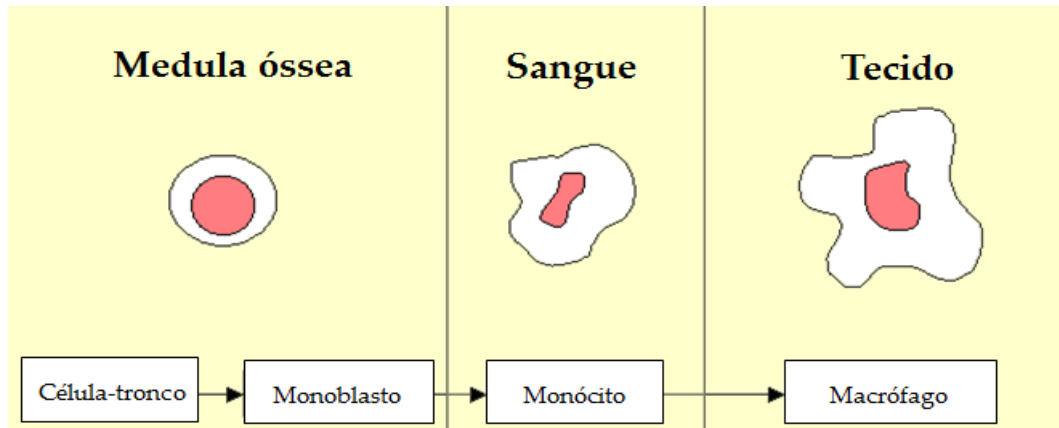 Medula óssea
Sangue
Tecido
Célula-tronco
Monoblasto
Monócito
Macrófago